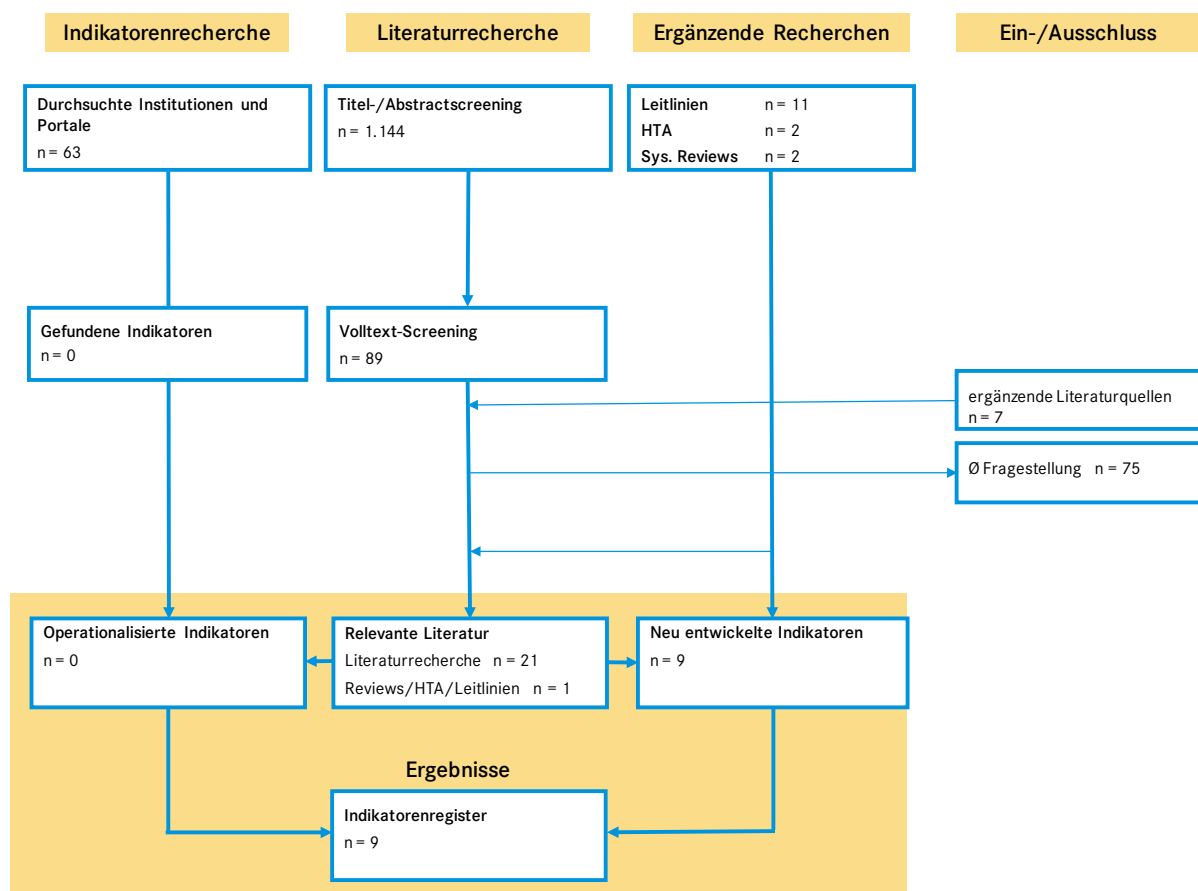 Indikatorenrecherche
Literaturrecherche
Ergänzende Recherchen
Ein-/Ausschluss
Durchsuchte Institutionen und
Portale
n = 63
Titel-/Abstractscreening
n = 1.144
Leitlinien n = 11
HTA n = 2
Sys. Reviews n = 2
Gefundene Indikatoren
n = 0
Volltext-Screening
n = 89
ergänzende Literaturquellen
n = 7
Ø Fragestellung n = 75
Operationalisierte Indikatoren
n = 0
Relevante Literatur
Literaturrecherche n = 21
Reviews/HTA/Leitlinien n = 1
Neu entwickelte Indikatoren
n = 9
Ergebnisse
Indikatorenregister
n = 9